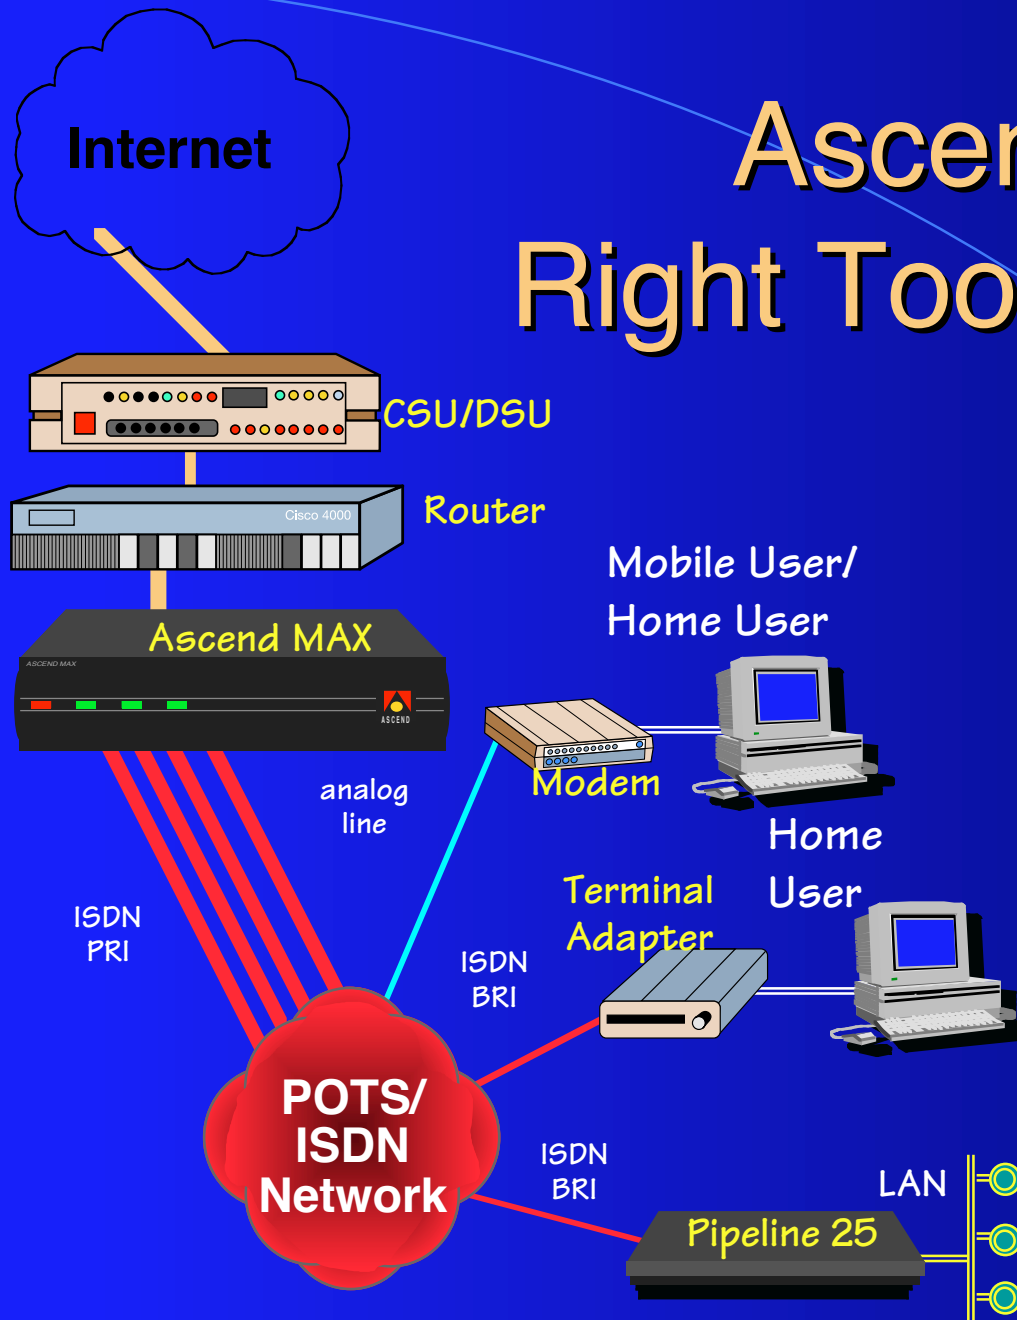 Internet
Ascen
Right Too
CSU/DSU
Cisco 4000
Router
Mobile User/
Home User
Ascend MAX
ASCEND MAX
ASCEND
analog
line
Modem
Home
User
Terminal
Adapter
ISDN
PRI
ISDN
BRI
POTS/
ISDN
Network
ISDN
BRI
LAN
Pipeline 25